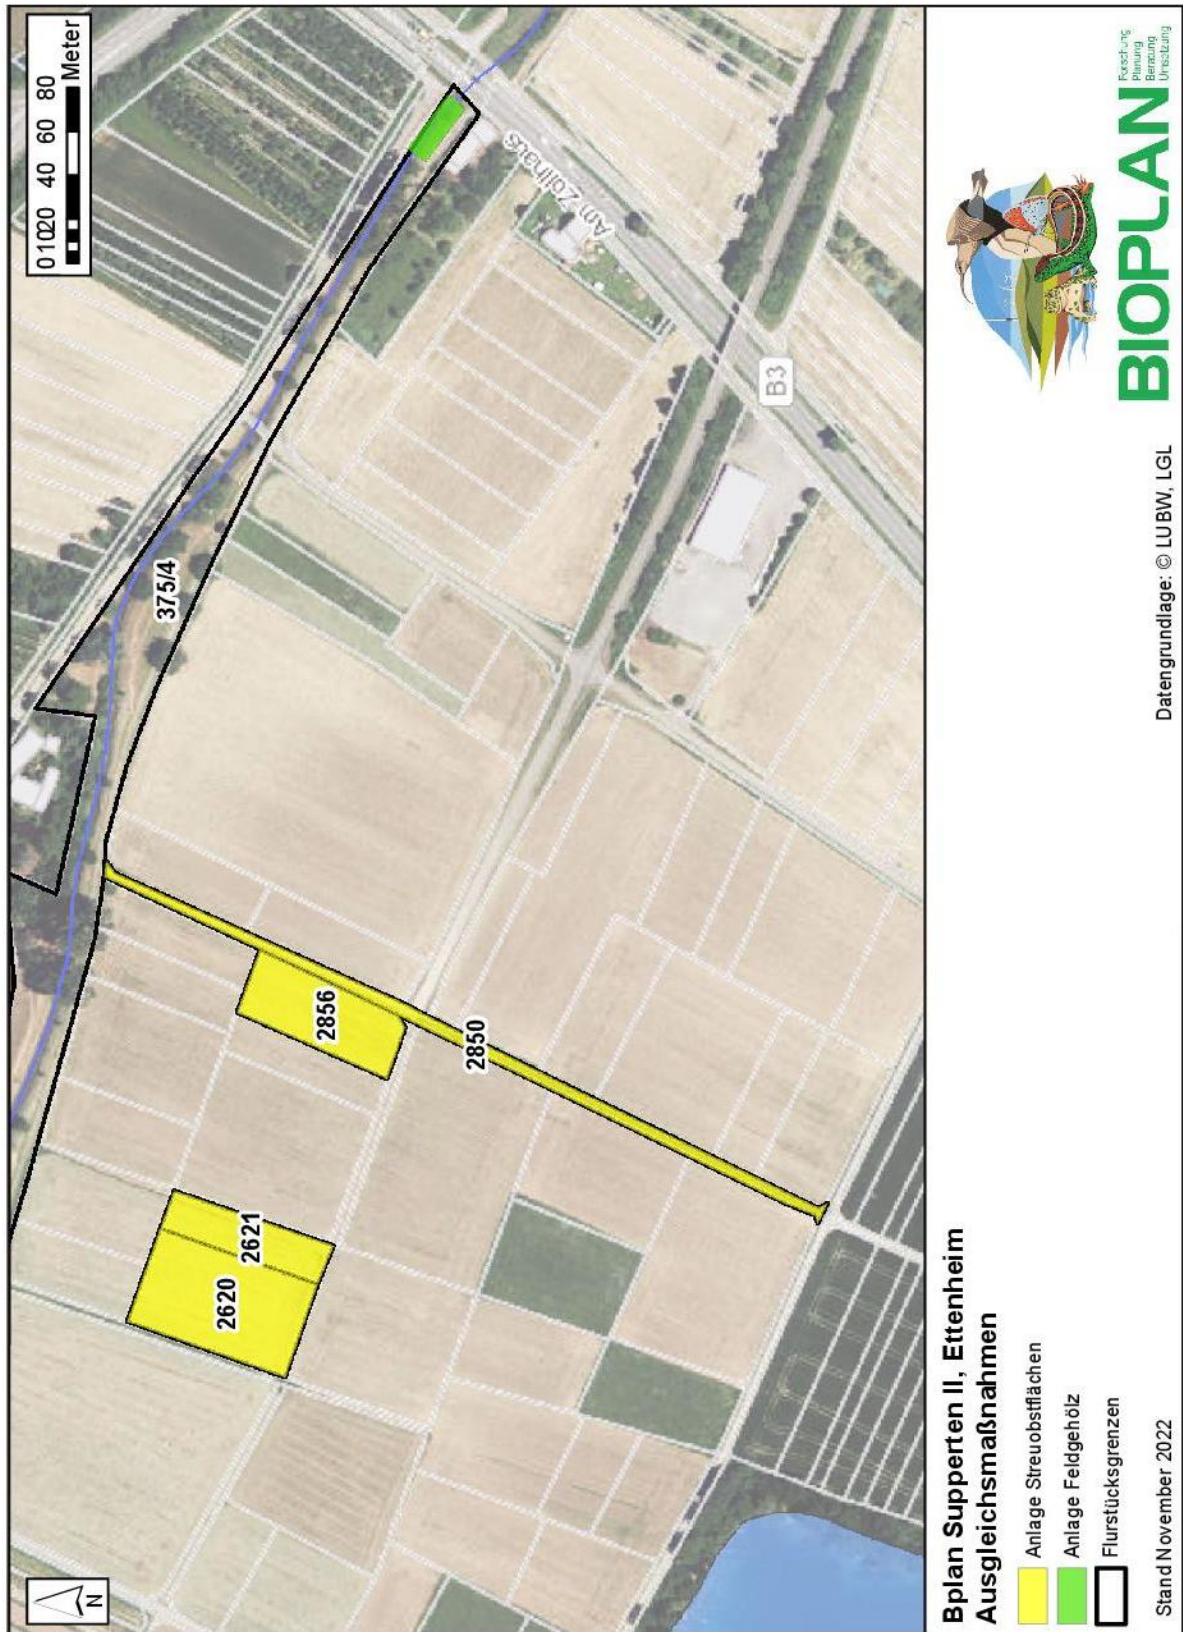 N
0 10 20 40 60 80
Meter
375/4
2856
2850
2621
2620
Am Zollhaus
B3
Bplan Supperten II, Ettenheim
Ausgleichsmaßnahmen
Anlage Streuobstflächen
Anlage Feldgehölz
Flurstücksgrenzen
Stand November 2022
Datengrundlage: © LUBW, LGL
BIOPLAN
Forschung
Planung
Beratung
Umsetzung